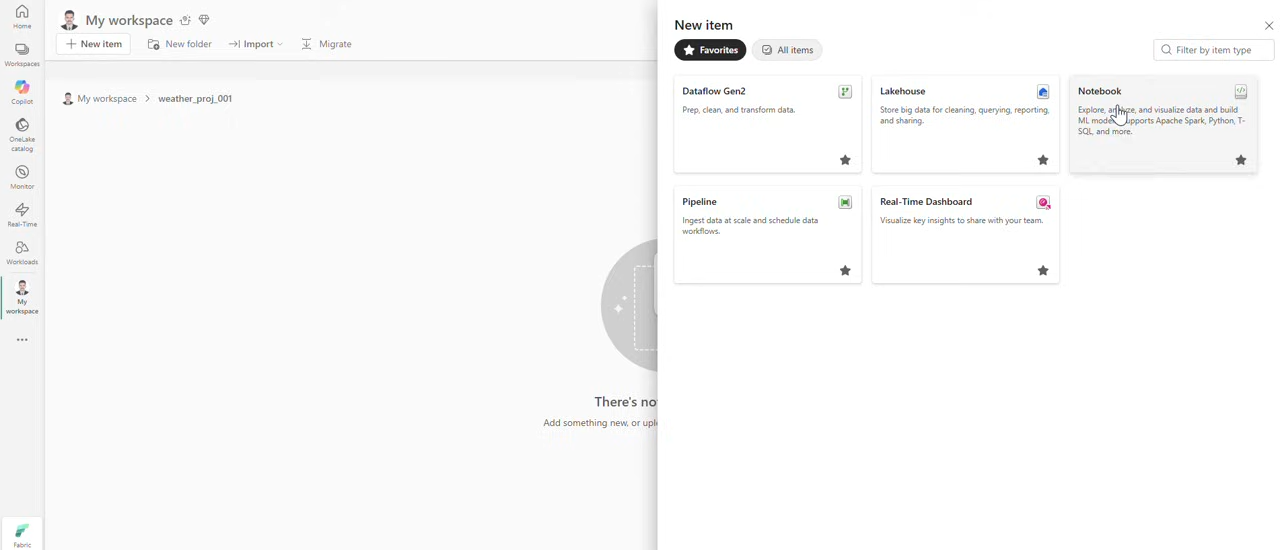 Home
Workspaces
Copilot
OneLake
catalog
Monitor
Real-Time
Workloads
My
workspace
Fabric
My workspace
New item
New folder
Import
Migrate
My workspace > weather_proj_001
There's no
Add something new, or uplo
New item
Favorites
All items
Filter by item type
Dataflow Gen2
Prep, clean, and transform data.
Lakehouse
Store big data for cleaning, querying, reporting,
and sharing.
Notebook
Explore, and visualize data and build
ML Apache Spark, Python, T-
SQL, and more.
Pipeline
Ingest data at scale and schedule data
workflows.
Real-Time Dashboard
Visualize key insights to share with your team.